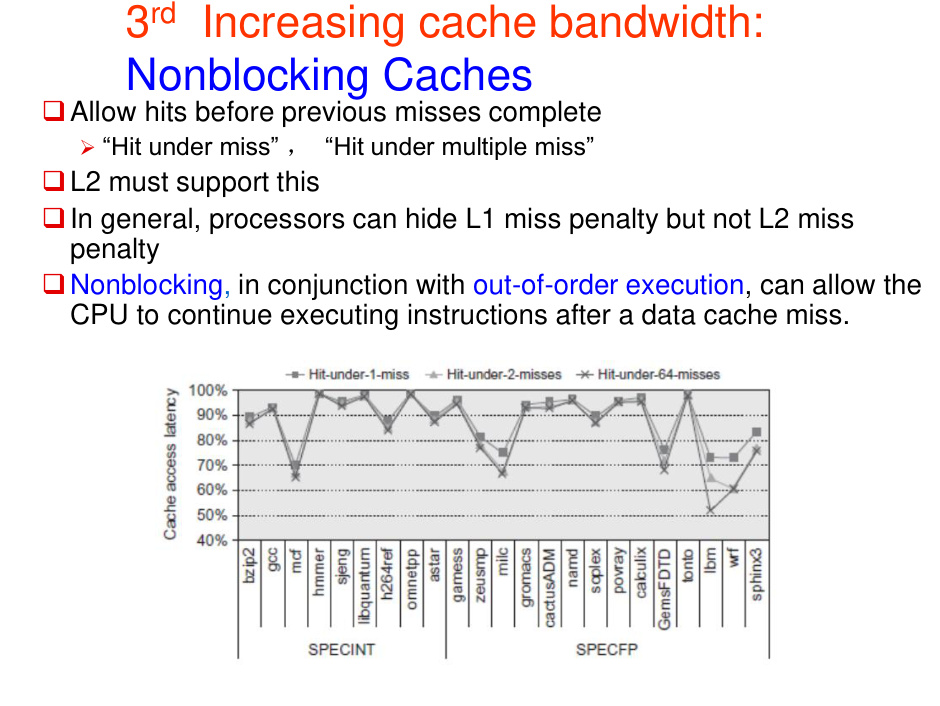 3rd Increasing cache bandwidth:
Nonblocking Caches
Allow hits before previous misses complete
“Hit under miss” ， “Hit under multiple miss”
L2 must support this
In general, processors can hide L1 miss penalty but not L2 miss
penalty
Nonblocking, in conjunction with out-of-order execution, can allow the
CPU to continue executing instructions after a data cache miss.
Hit-under-1-miss Hit-under-2-misses Hit-under-64-misses
Cache access latency
100%
90%
80%
70%
60%
50%
40%
bzip2
gcc
mcf
hmmer
sjeng
libquantum
h264ref
omnetpp
astar
gamess
zeusmp
milc
gromacs
cactusADM
namd
soplex
povray
calculix
GemsFDTD
tonto
lbm
wrf
sphinx3
SPECINT SPECFP